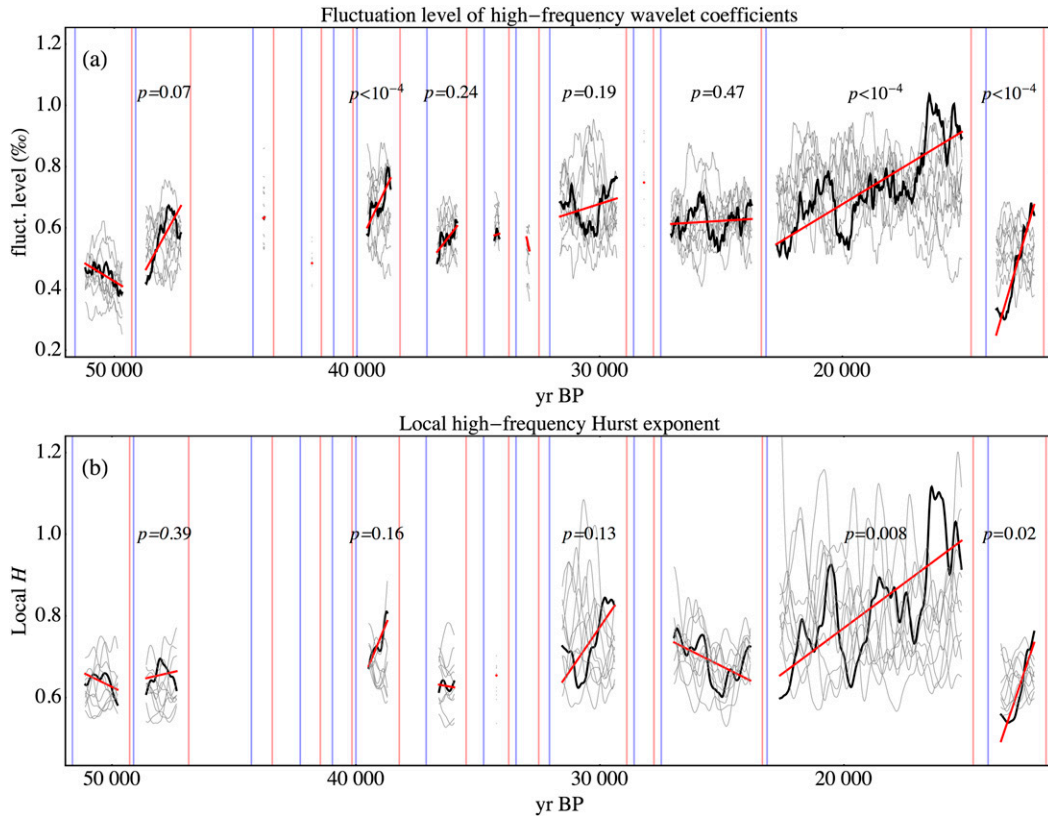 Fluctuation level of high−frequency wavelet coefficients
(a)
p=0.07
p<10⁻⁴
p=0.24
p=0.19
p=0.47
p<10⁻⁴
p<10⁻⁴
fluct. level (‰)
1.2
1.0
0.8
0.6
0.4
0.2
50 000
40 000
30 000
20 000
yr BP
Local high−frequency Hurst exponent
(b)
p=0.39
p=0.16
p=0.13
p=0.008
p=0.02
Local H
1.2
1.0
0.8
0.6
50 000
40 000
30 000
20 000
yr BP